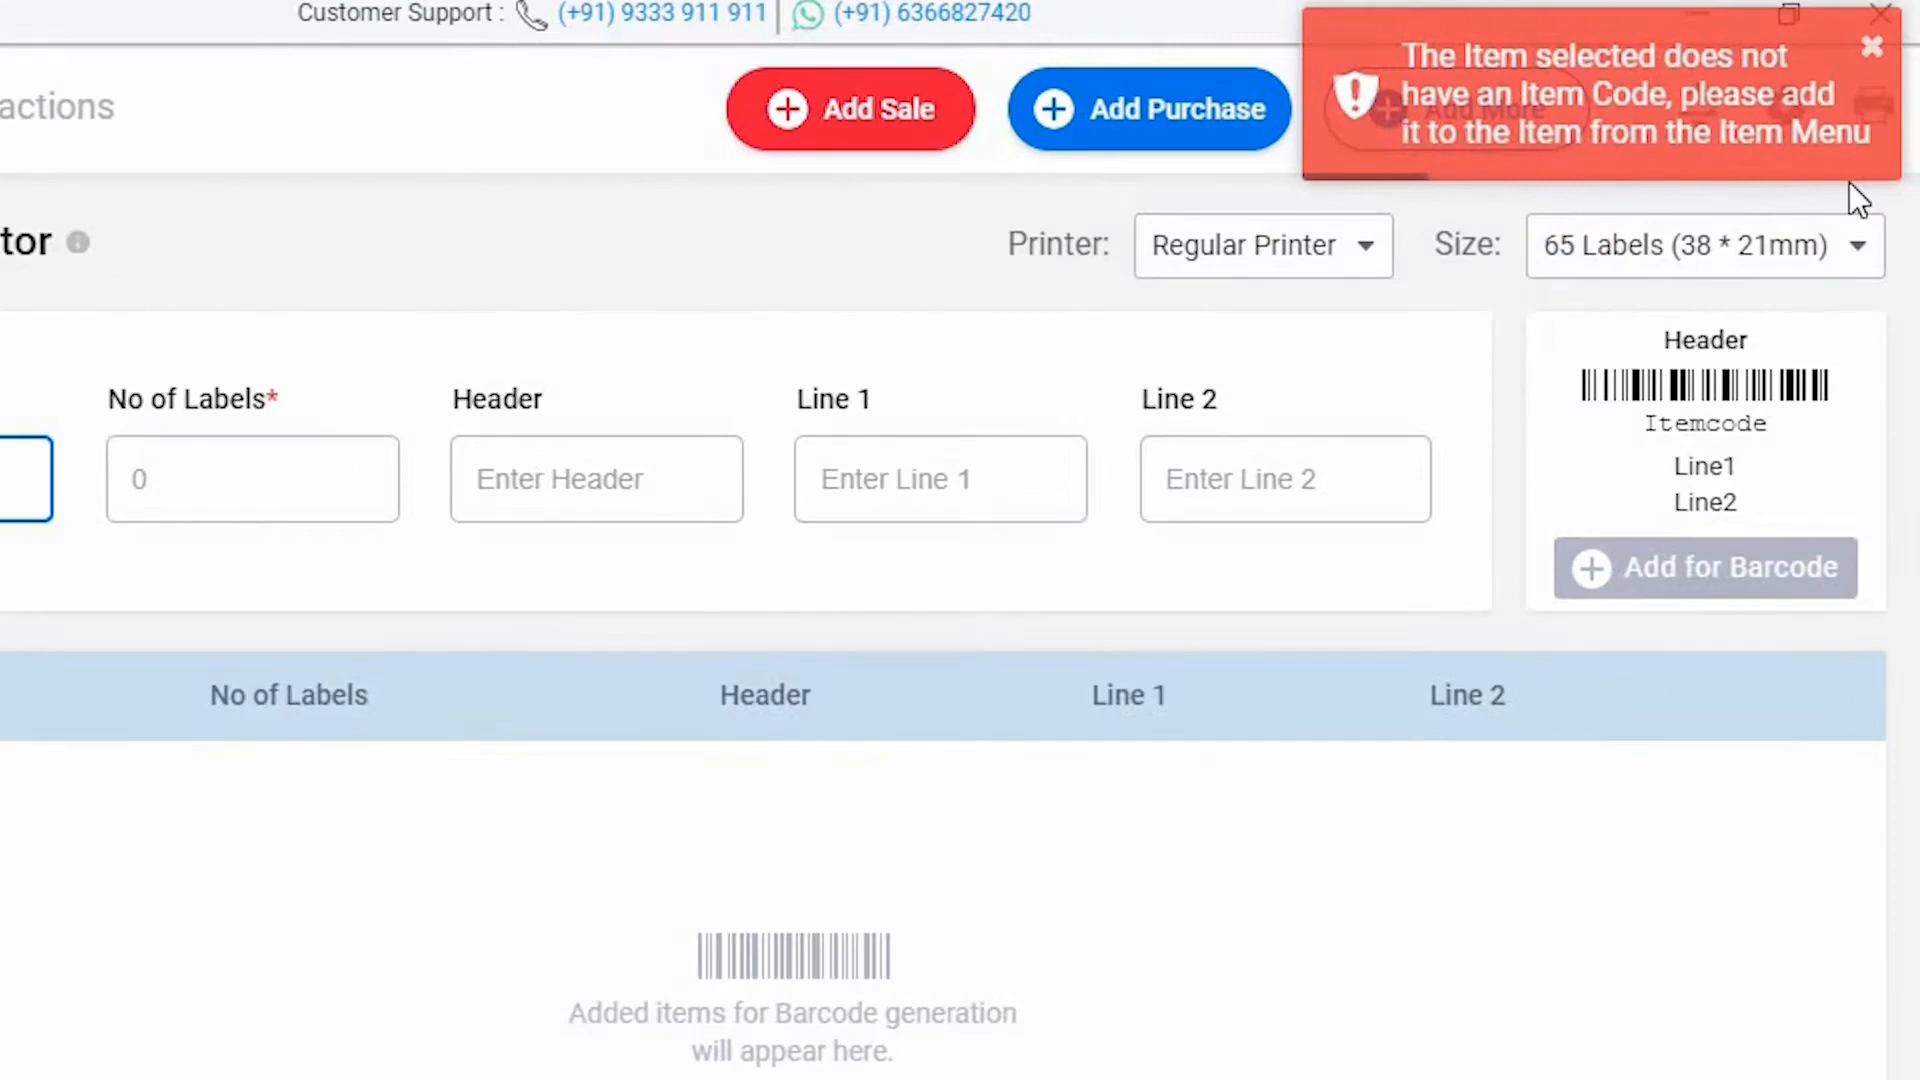 Customer Support : (+91) 9333 911 911 | (+91) 6366827420
actions
Add Sale
Add Purchase
Add More
The Item selected does not
have an Item Code, please add
it to the Item from the Item Menu
tor
Printer:
Regular Printer
Size:
65 Labels (38 * 21mm)
No of Labels*
Header
Line 1
Line 2
0
Enter Header
Enter Line 1
Enter Line 2
Header
Itemcode
Line1
Line2
Add for Barcode
No of Labels
Header
Line 1
Line 2
Added items for Barcode generation
will appear here.